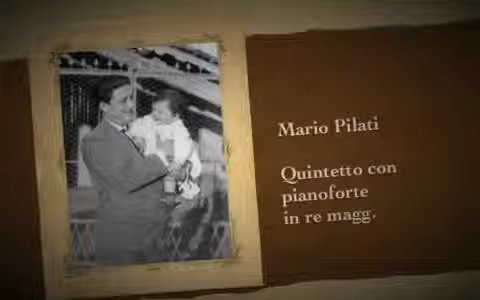 Mario Pilati
Quintetto con
pianoforte
in re magg.